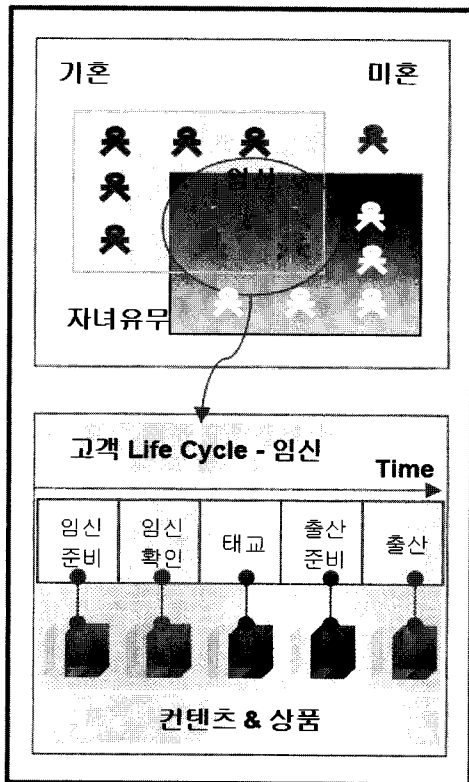 기혼 미혼
임신
자녀유무
고객 Life Cycle - 임신
Time
임신 준비
임신 확인
태교
출산 준비
출산
컨텐츠 & 상품